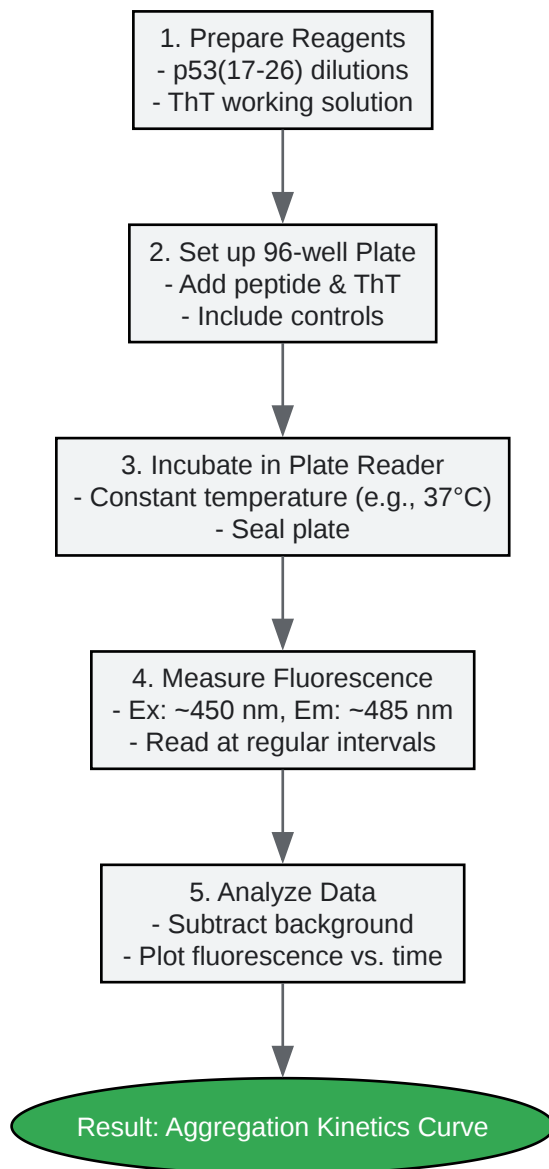 1. Prepare Reagents
- p53(17-26) dilutions
- ThT working solution
2. Set up 96-well Plate
- Add peptide & ThT
- Include controls
3. Incubate in Plate Reader
- Constant temperature (e.g., 37°C)
- Seal plate
4. Measure Fluorescence
- Ex: ~450 nm, Em: ~485 nm
- Read at regular intervals
5. Analyze Data
- Subtract background
- Plot fluorescence vs. time
Result: Aggregation Kinetics Curve